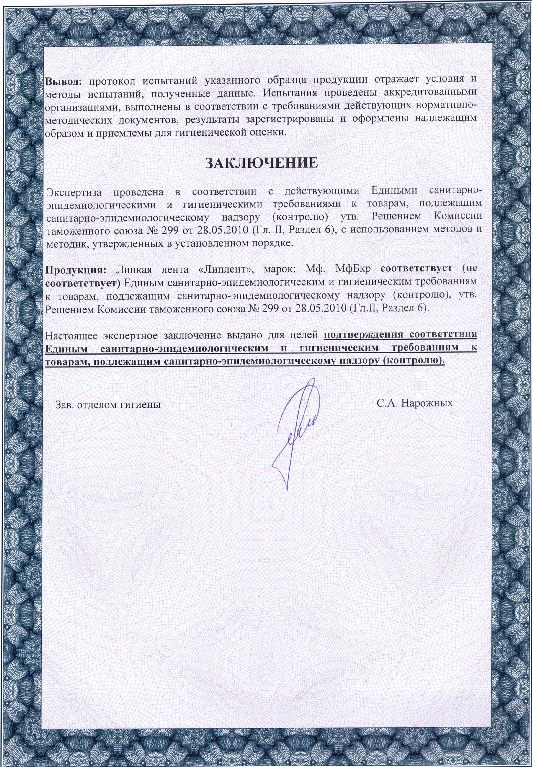 Вывод: протокол испытаний указанного образца продукции отражает условия и
методы испытаний, полученные данные. Испытания проведены аккредитованными
организациями, выполнены в соответствии с требованиями действующих нормативно-
методических документов, результаты зарегистрированы и оформлены надлежащим
образом и приемлемы для гигиенической оценки.
ЗАКЛЮЧЕНИЕ
Экспертиза проведена в соответствии с действующими Едиными санитарно-
эпидемиологическими и гигиеническими требованиями к товарам, подлежащим
санитарно-эпидемиологическому надзору (контролю) утв. Решением Комиссии
таможенного союза № 299 от 28.05.2010 (Гл. II, Раздел 6), с использованием методов и
методик, утвержденных в установленном порядке.
Продукция: Липкая лента «Липлент», марок: Мф, МфБкр соответствует (не
соответствует) Единым санитарно-эпидемиологическим и гигиеническим требованиям
к товарам, подлежащим санитарно-эпидемиологическому надзору (контролю), утв.
Решением Комиссии таможенного союза № 299 от 28.05.2010 (Гл.II, Раздел 6).
Настоящее экспертное заключение выдано для целей подтверждения соответствия
Единым санитарно-эпидемиологическим и гигиеническим требованиям к
товарам, подлежащим санитарно-эпидемиологическому надзору (контролю).
Зав. отделом гигиены С.А. Нарожных